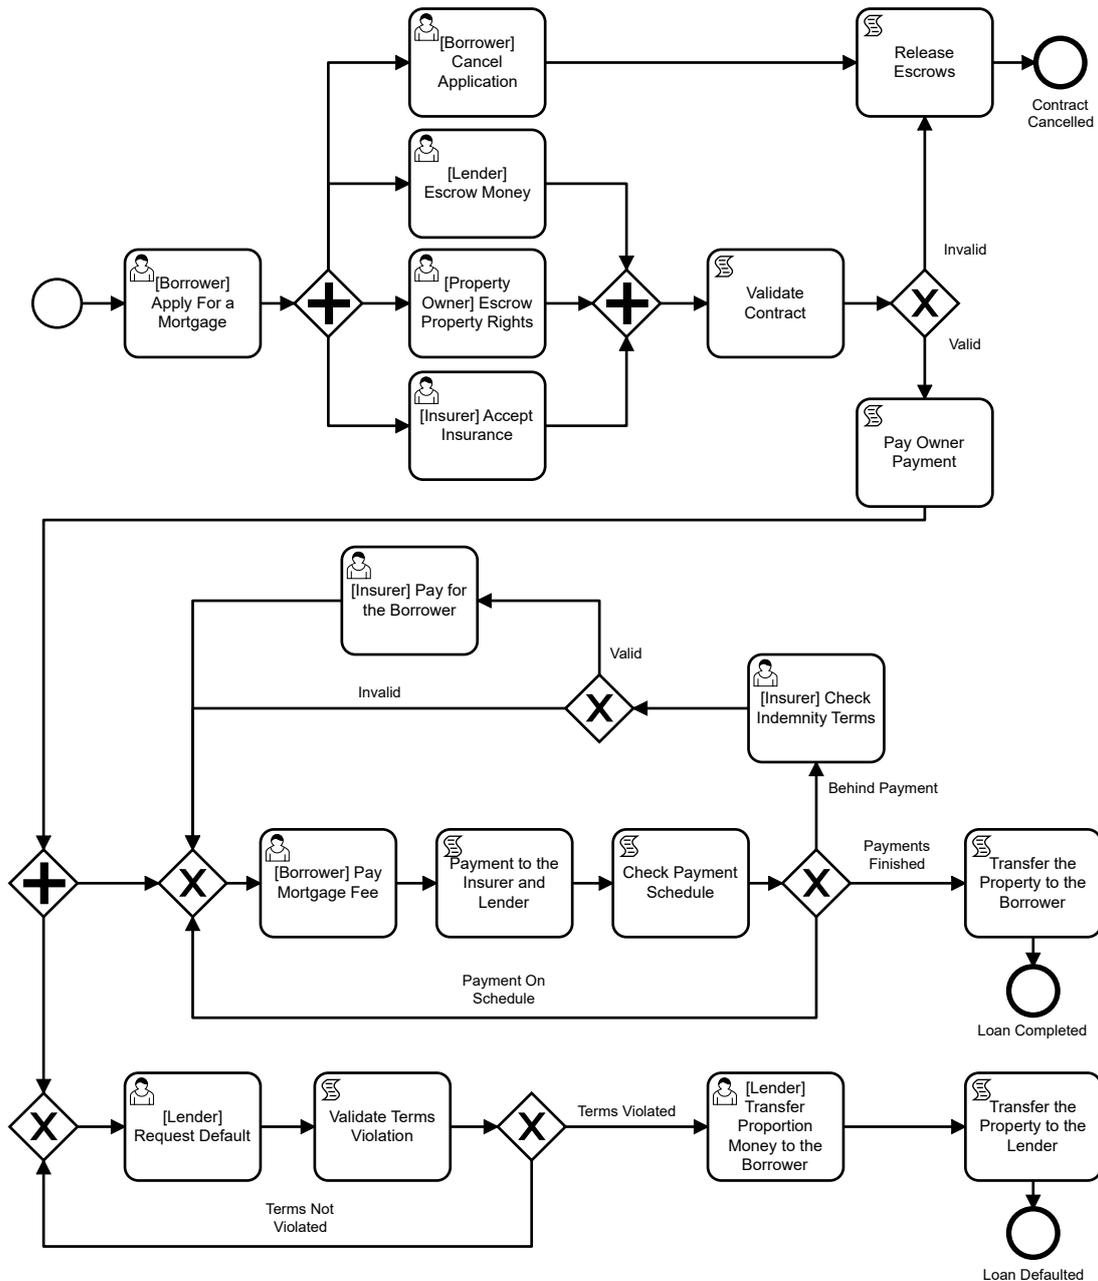 [Borrower]
Cancel
Application
Release
Escrows
Contract
Cancelled
[Lender]
Escrow Money
[Borrower]
Apply For a
Mortgage
[Property
Owner] Escrow
Property Rights
Validate
Contract
Invalid
Valid
[Insurer] Accept
Insurance
Pay Owner
Payment
[Insurer] Pay for
the Borrower
Valid
Invalid
[Insurer] Check
Indemnity Terms
Behind Payment
[Borrower] Pay
Mortgage Fee
Payment to the
Insurer and
Lender
Check Payment
Schedule
Payments
Finished
Transfer the
Property to the
Borrower
Payment On
Schedule
Loan Completed
[Lender]
Request Default
Validate Terms
Violation
Terms Violated
[Lender]
Transfer
Proportion
Money to the
Borrower
Transfer the
Property to the
Lender
Terms Not
Violated
Loan Defaulted